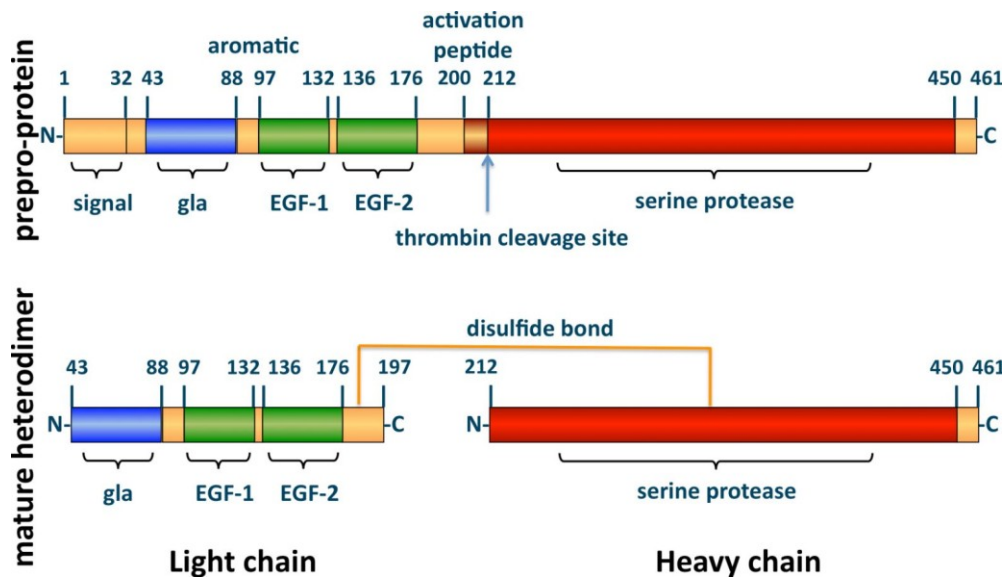 prepro-protein
activation
aromatic peptide
1 32 43 88 97 132 136 176 200 212 450 461
N- -C
signal gla EGF-1 EGF-2 serine protease
thrombin cleavage site
mature heterodimer
disulfide bond
43 88 97 132 136 176 197 212 450 461
N- -C N- -C
gla EGF-1 EGF-2 serine protease
Light chain Heavy chain